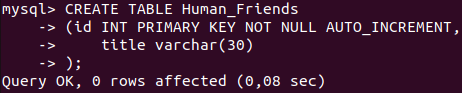 mysql> CREATE TABLE Human_Friends
    -> (id INT PRIMARY KEY NOT NULL AUTO_INCREMENT,
    ->     title varchar(30)
    -> );
Query OK, 0 rows affected (0,08 sec)